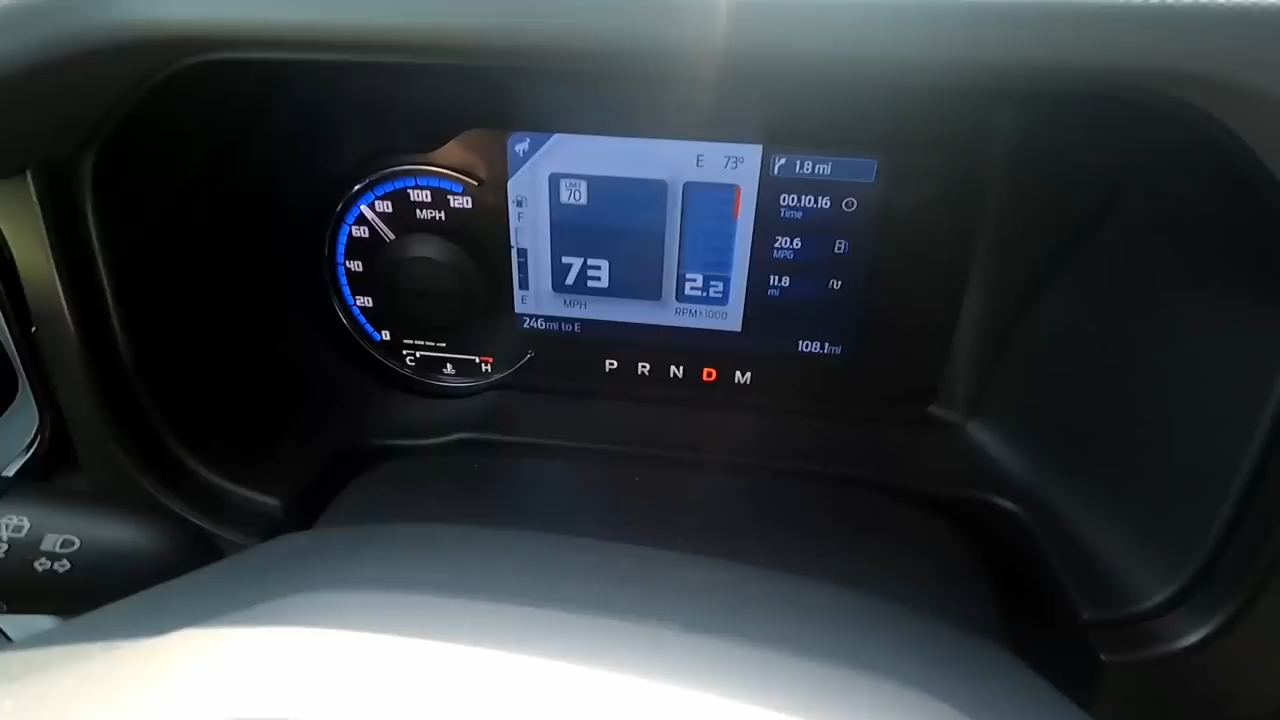 120
100
80
60
40
20
0
MPH
C
H
E 73°
LIMIT
70
F
E
73
MPH
2.2
RPM x1000
246mi to E
1.8 mi
00.10.16
Time
20.6
MPG
11.8
mi
108.1mi
P R N D M